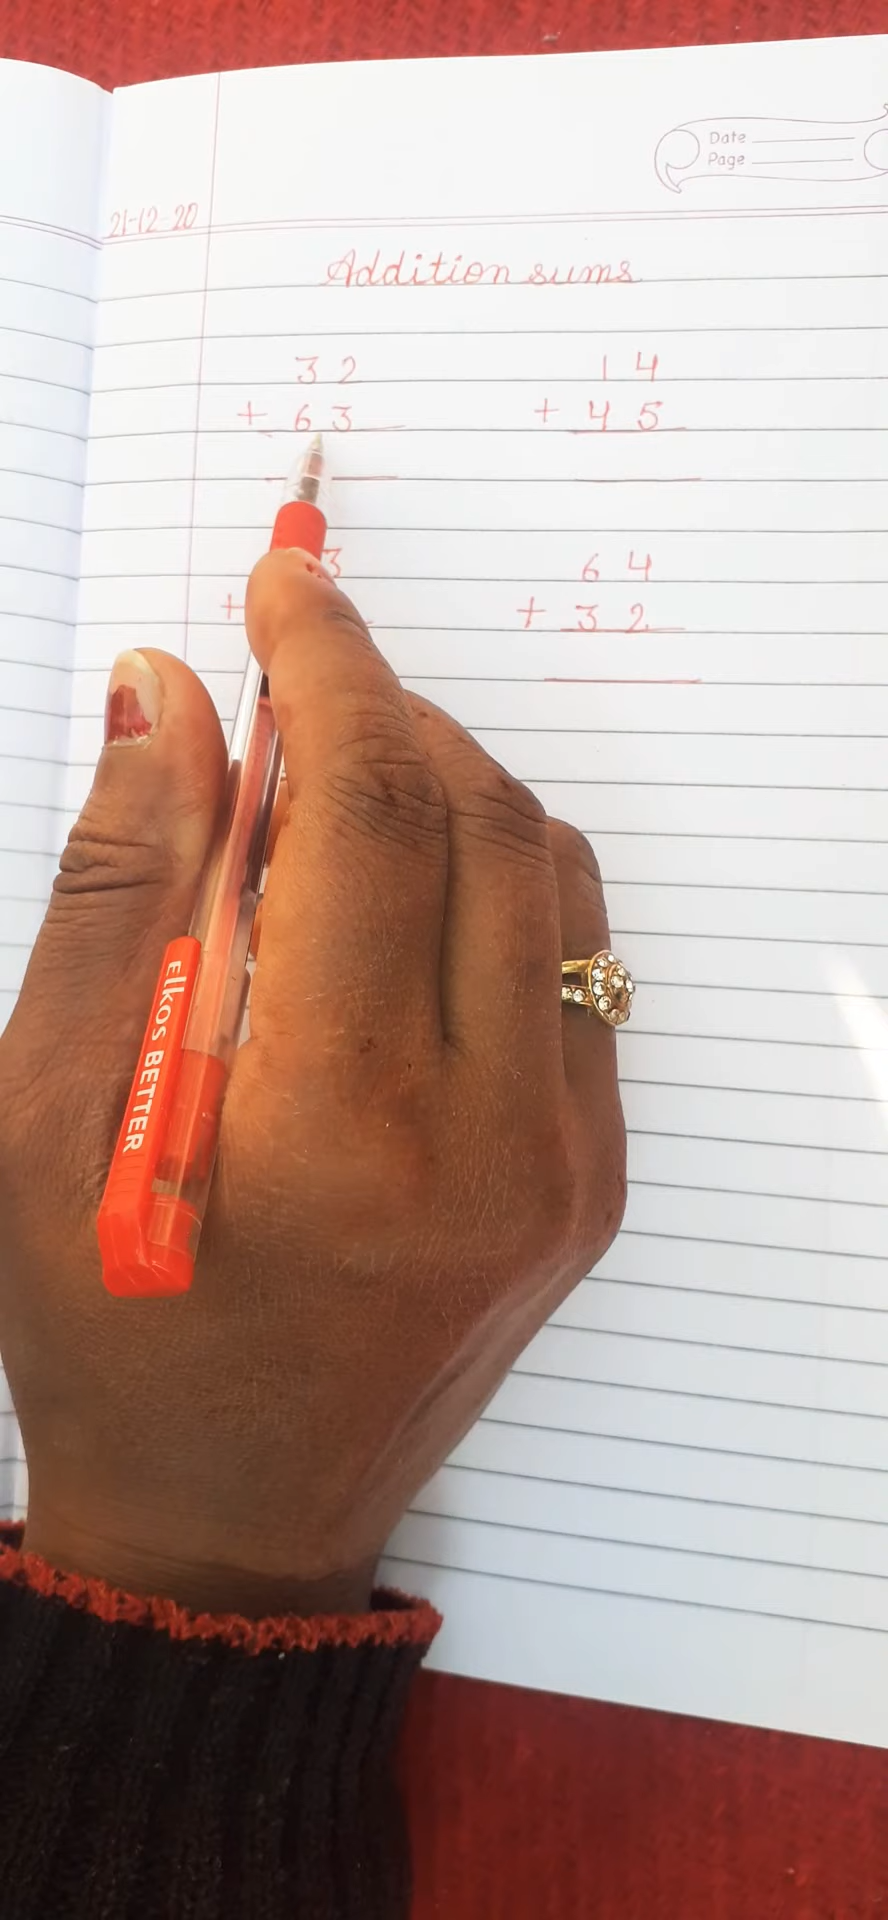 Date
Page
21-12-20
Addition sums
3 2 1 4
+ 6 3 + 4 5
3 6 4
+ + 3 2
Elkos BETTER